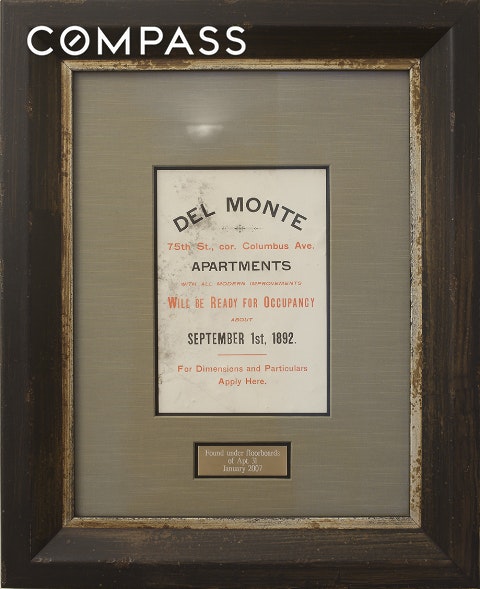 COMPASS
DEL MONTE
75th St., cor. Columbus Ave.
APARTMENTS
WITH ALL MODERN IMPROVEMENTS
WILL BE READY FOR OCCUPANCY
ABOUT
SEPTEMBER 1st, 1892.
For Dimensions and Particulars
Apply Here.
Found under floorboards
of Apt. 31
January 2007